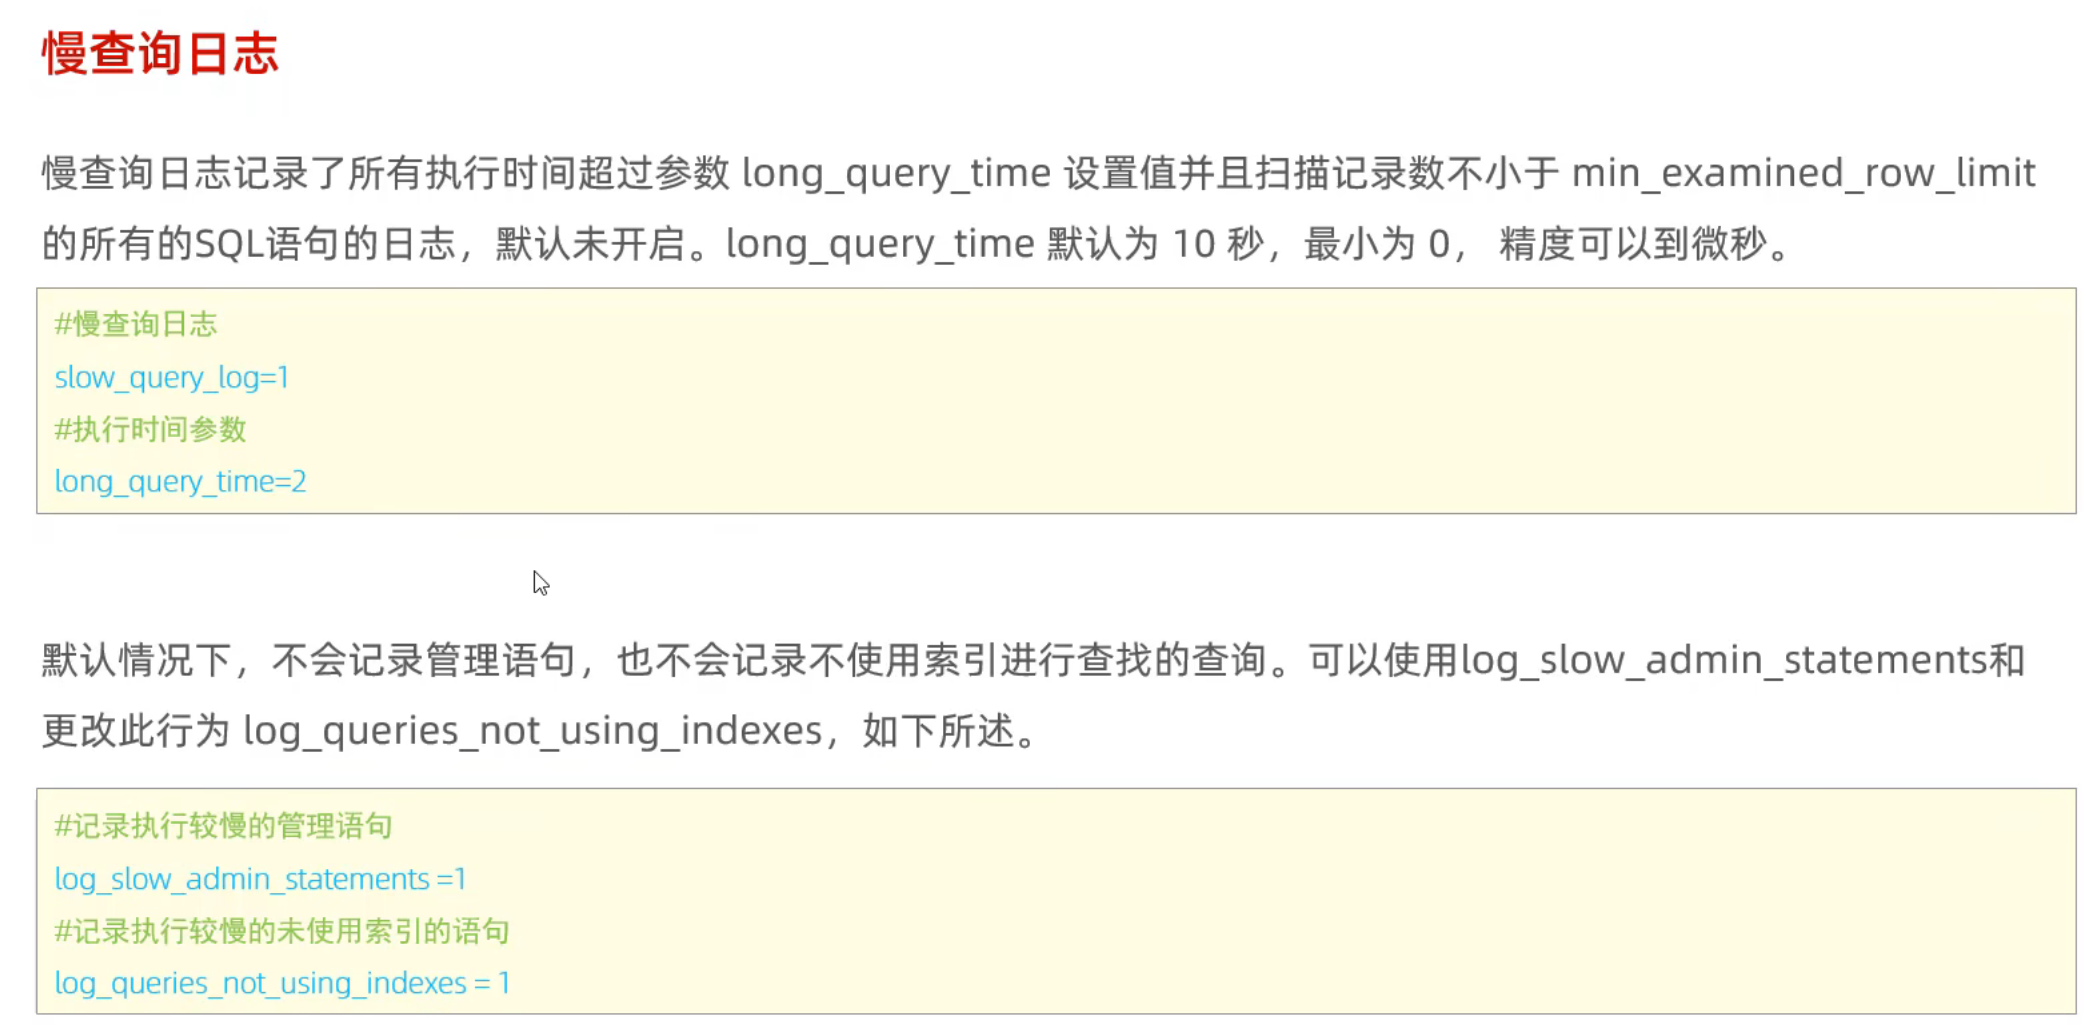 慢查询日志
慢查询日志记录了所有执行时间超过参数 long_query_time 设置值并且扫描记录数不小于 min_examined_row_limit
的所有的SQL语句的日志，默认未开启。long_query_time 默认为 10 秒，最小为 0， 精度可以到微秒。
#慢查询日志
slow_query_log=1
#执行时间参数
long_query_time=2
默认情况下，不会记录管理语句，也不会记录不使用索引进行查找的查询。可以使用log_slow_admin_statements和
更改此行为 log_queries_not_using_indexes，如下所述。
#记录执行较慢的管理语句
log_slow_admin_statements =1
#记录执行较慢的未使用索引的语句
log_queries_not_using_indexes = 1